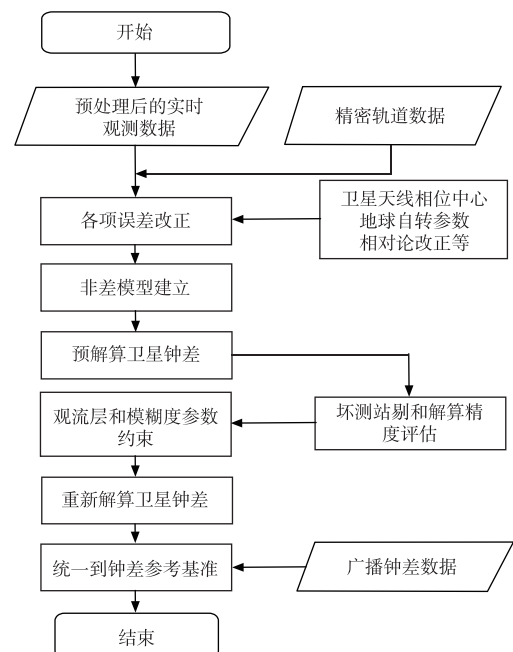 开始
预处理后的实时
观测数据
精密轨道数据
各项误差改正
卫星天线相位中心
地球自转参数
相对论改正等
非差模型建立
预解算卫星钟差
坏测站剔和解算精
度评估
观流层和模糊度参数
约束
重新解算卫星钟差
统一到钟差参考基准
广播钟差数据
结束